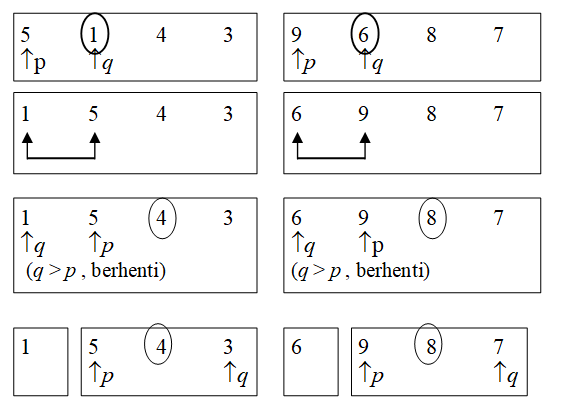 5 1 4 3
↑p ↑q
9 6 8 7
↑p ↑q
1 5 4 3
6 9 8 7
1 5 4 3
↑q ↑p
(q > p , berhenti)
6 9 8 7
↑q ↑p
(q > p , berhenti)
1
5 4 3
↑p ↑q
6
9 8 7
↑p ↑q